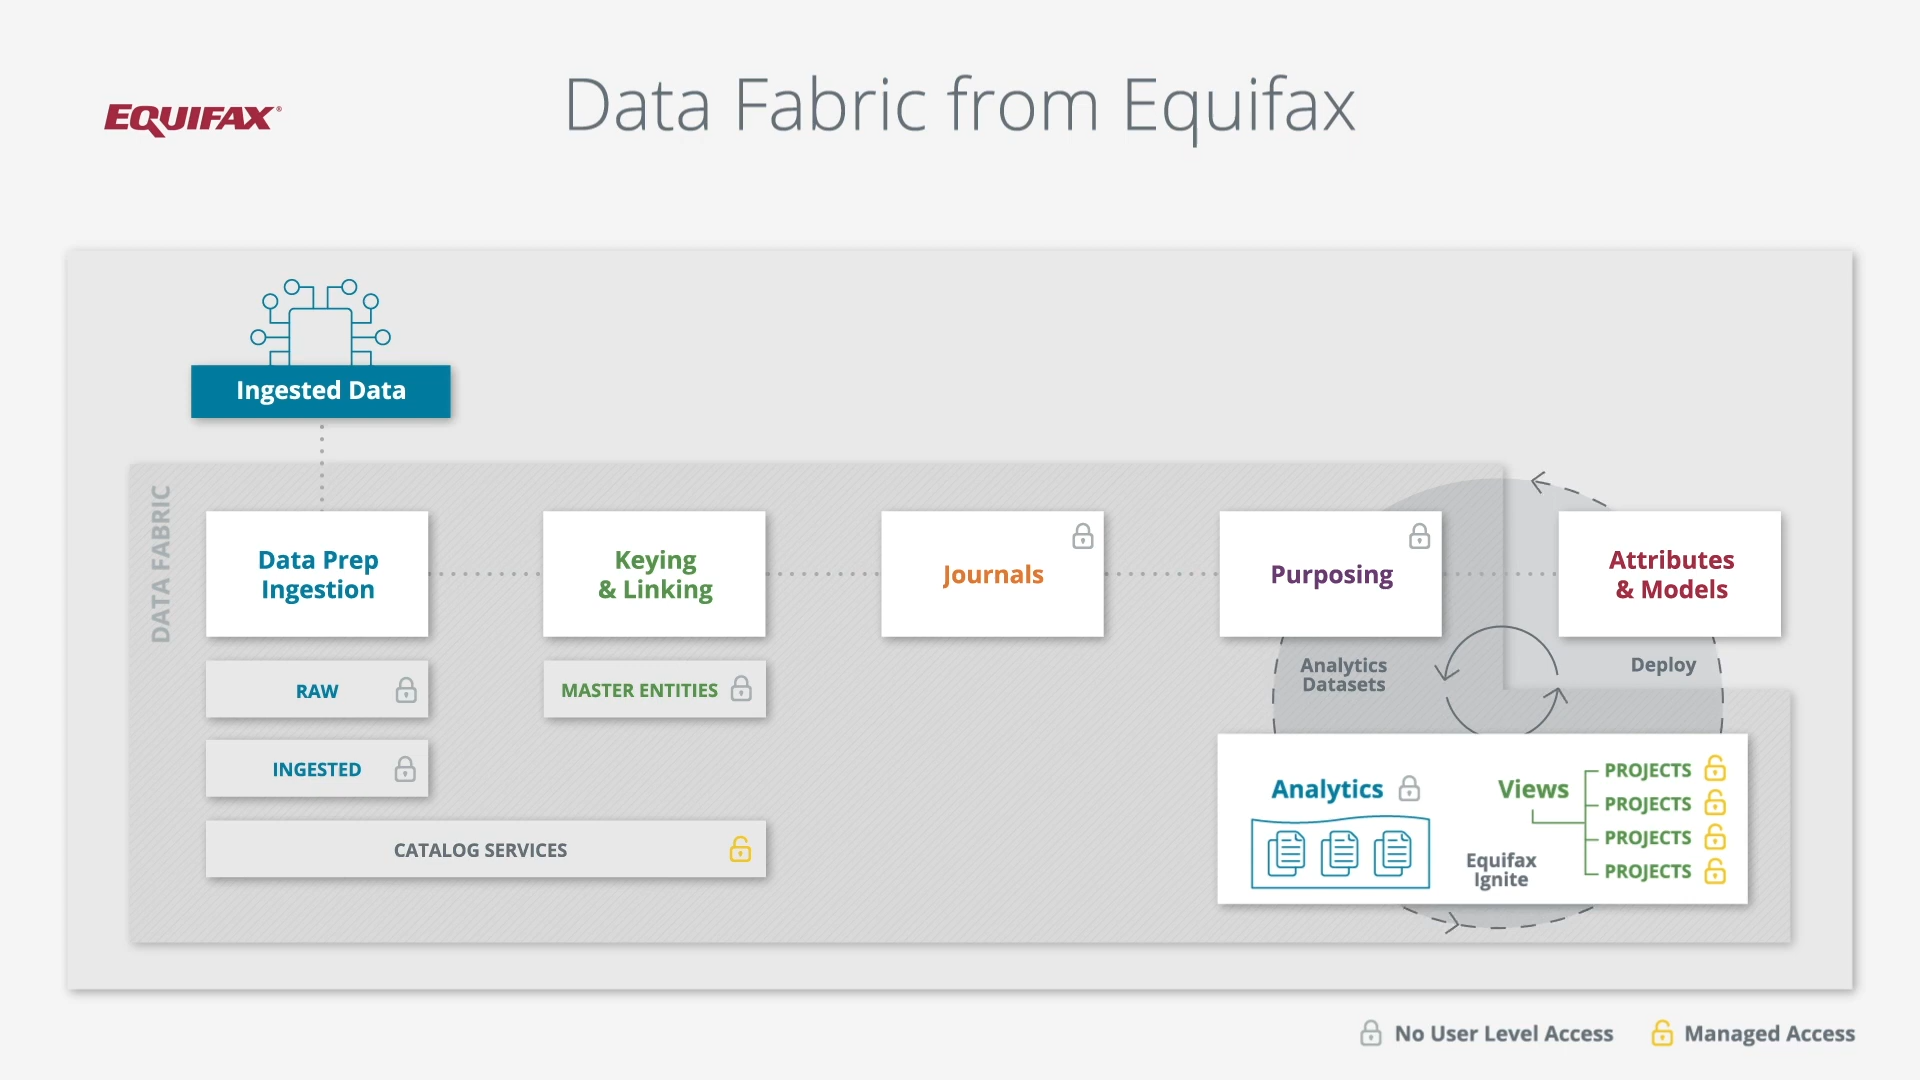 EQUIFAX®
Data Fabric from Equifax
Ingested Data
DATA FABRIC
Data Prep
Ingestion
Keying
& Linking
Journals
Purposing
Attributes
& Models
RAW
MASTER ENTITIES
Analytics
Datasets
Deploy
INGESTED
CATALOG SERVICES
Analytics
Views
PROJECTS
PROJECTS
PROJECTS
PROJECTS
Equifax
Ignite
No User Level Access
Managed Access